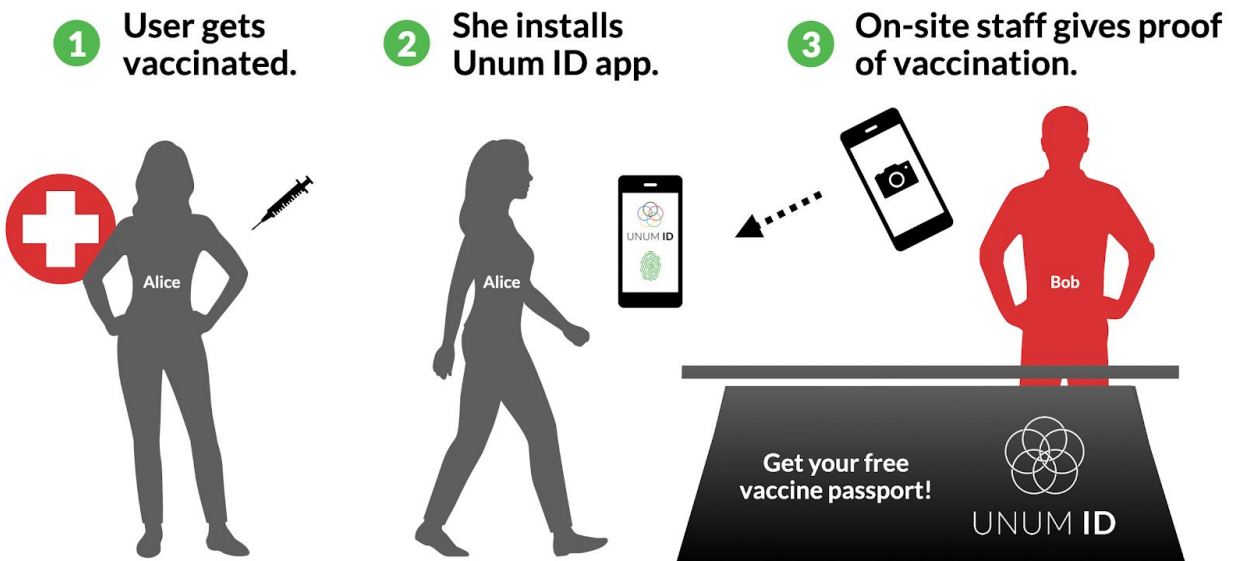 1
User gets
vaccinated.
2
She installs
Unum ID app.
3
On-site staff gives proof
of vaccination.
Alice
Alice
UNUM ID
Bob
Get your free
vaccine passport!
UNUM ID